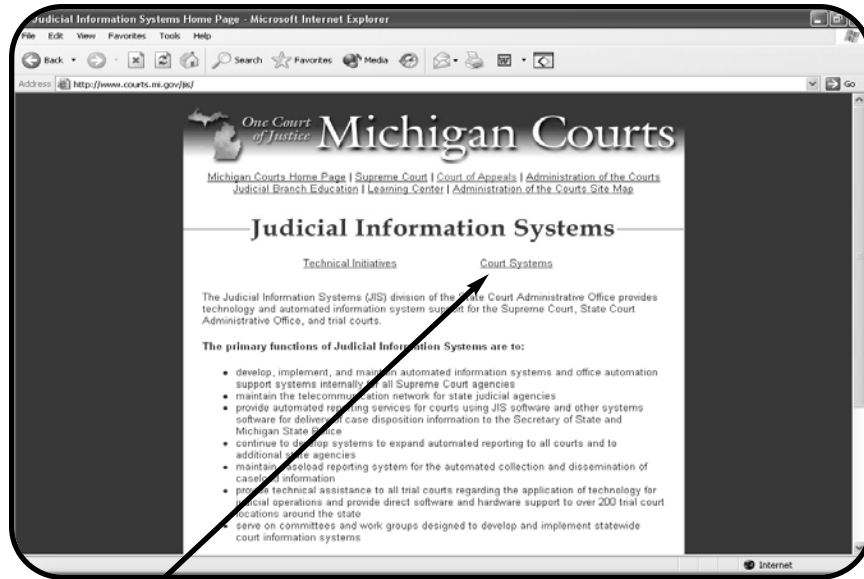 Judicial Information Systems Home Page - Microsoft Internet Explorer
File Edit View Favorites Tools Help
Back Search Favorites Media
Address http://www.courts.mi.gov/jis/ Go
One Court
of Justice
Michigan Courts
Michigan Courts Home Page | Supreme Court | Court of Appeals | Administration of the Courts
Judicial Branch Education | Learning Center | Administration of the Courts Site Map
Judicial Information Systems
Technical Initiatives Court Systems
The Judicial Information Systems (JIS) division of the State Court Administrative Office provides
technology and automated information system support for the Supreme Court, State Court
Administrative Office, and trial courts.
The primary functions of Judicial Information Systems are to:
• develop, implement, and maintain automated information systems and office automation
support systems internally for all Supreme Court agencies
• maintain the telecommunication network for state judicial agencies
• provide automated reporting services for courts using JIS software and other systems
software for delivery of case disposition information to the Secretary of State and
Michigan State Police
• continue to develop systems to expand automated reporting to all courts and to
additional state agencies
• maintain caseload reporting system for the automated collection and dissemination of
caseload information
• provide technical assistance to all trial courts regarding the application of technology for
judicial operations and provide direct software and hardware support to over 200 trial court
locations around the state
• serve on committees and work groups designed to develop and implement statewide
court information systems
Internet